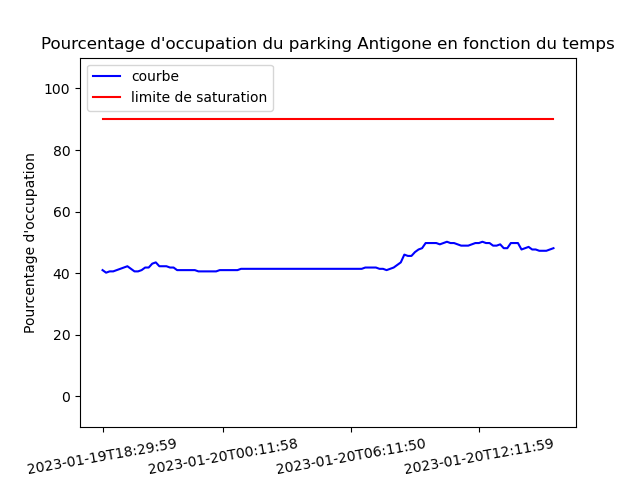 Pourcentage d'occupation du parking Antigone en fonction du temps
courbe
limite de saturation
100
80
60
40
20
0
Pourcentage d'occupation
2023-01-19T18:29:59
2023-01-20T00:11:58
2023-01-20T06:11:50
2023-01-20T12:11:59